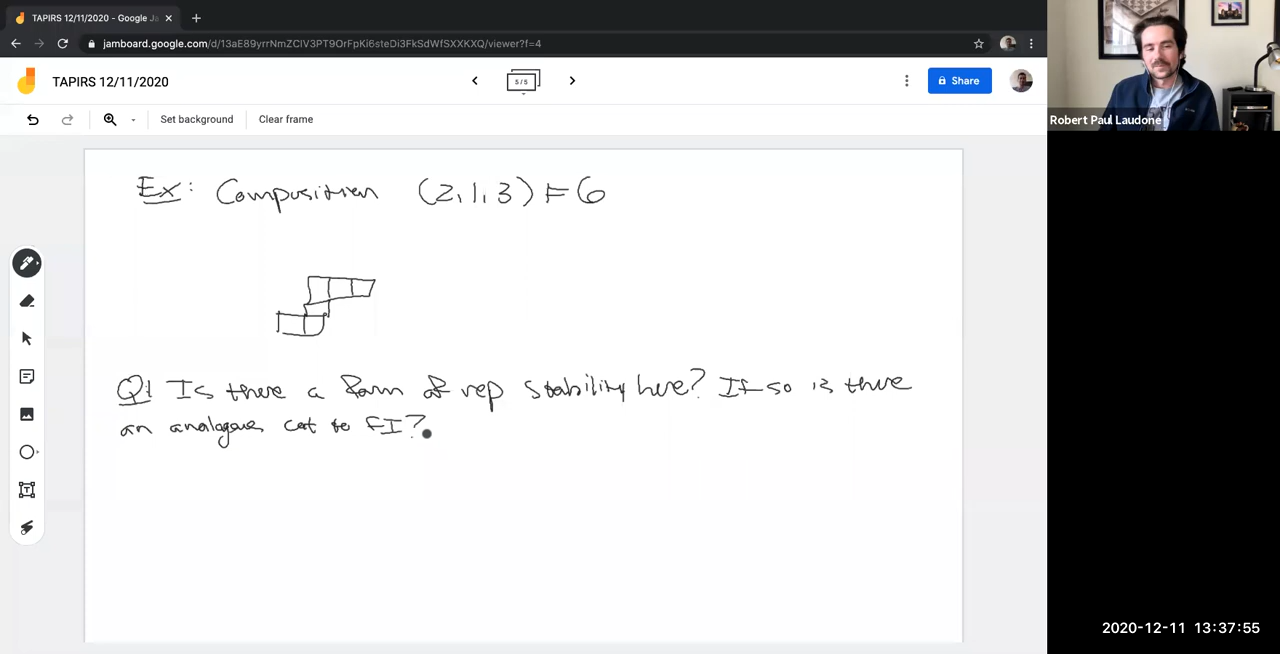 TAPIRS 12/11/2020 - Google Ja
jamboard.google.com/d/13aE89yrrNmZCIV3PT9OrFpKi6steDi3FkSdWfSXXKXQ/viewer?f=4
TAPIRS 12/11/2020
5/5
Share
Set background
Clear frame
Robert Paul Laudone
Ex: Composition (2,1,3) ⊨ 6
Q: Is there a form of rep stability here? If so is there
an analogous cat to FI?
2020-12-11 13:37:55